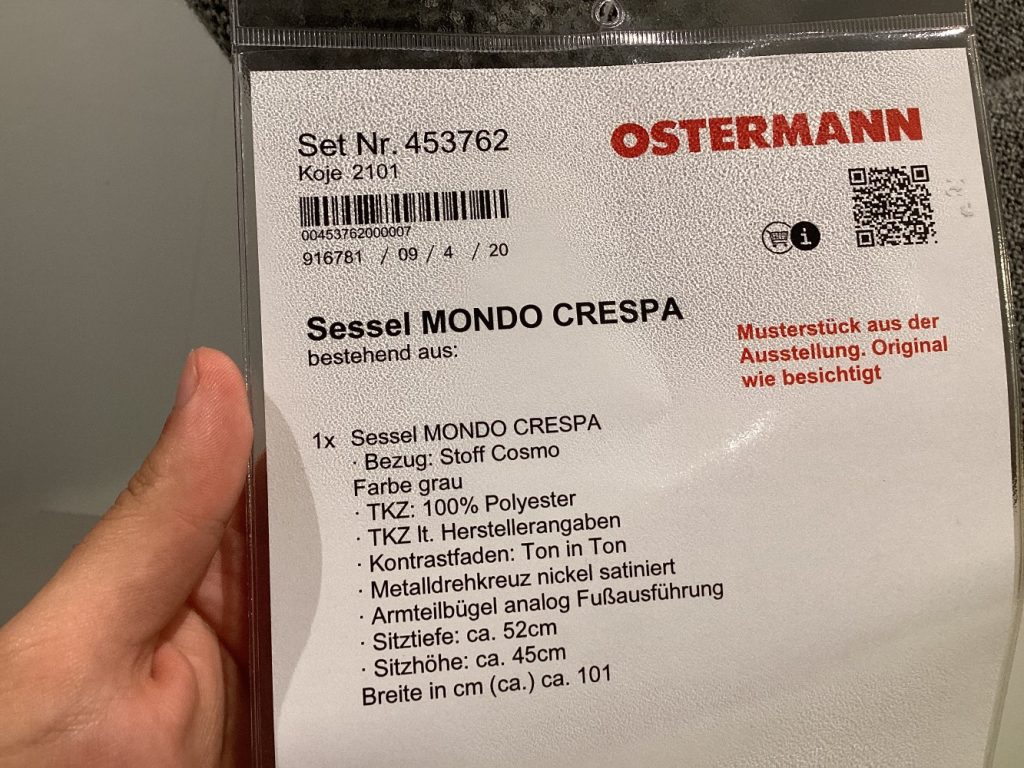 Set Nr. 453762
Koje 2101
00453762000007
916781 / 09 / 4 / 20
OSTERMANN
i
Sessel MONDO CRESPA
bestehend aus:
Musterstück aus der
Ausstellung. Original
wie besichtigt
1x Sessel MONDO CRESPA
· Bezug: Stoff Cosmo
Farbe grau
· TKZ: 100% Polyester
· TKZ lt. Herstellerangaben
· Kontrastfaden: Ton in Ton
· Metalldrehkreuz nickel satiniert
· Armteilbügel analog Fußausführung
· Sitztiefe: ca. 52cm
· Sitzhöhe: ca. 45cm
Breite in cm (ca.) ca. 101